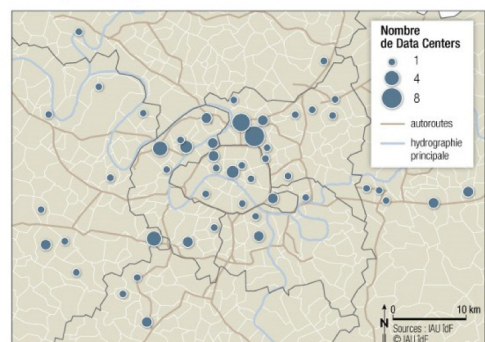 Nombre
de Data Centers
1
4
8
autoroutes
hydrographie
principale
N
0 10 km
Sources : IAU îdF
© IAU îdF